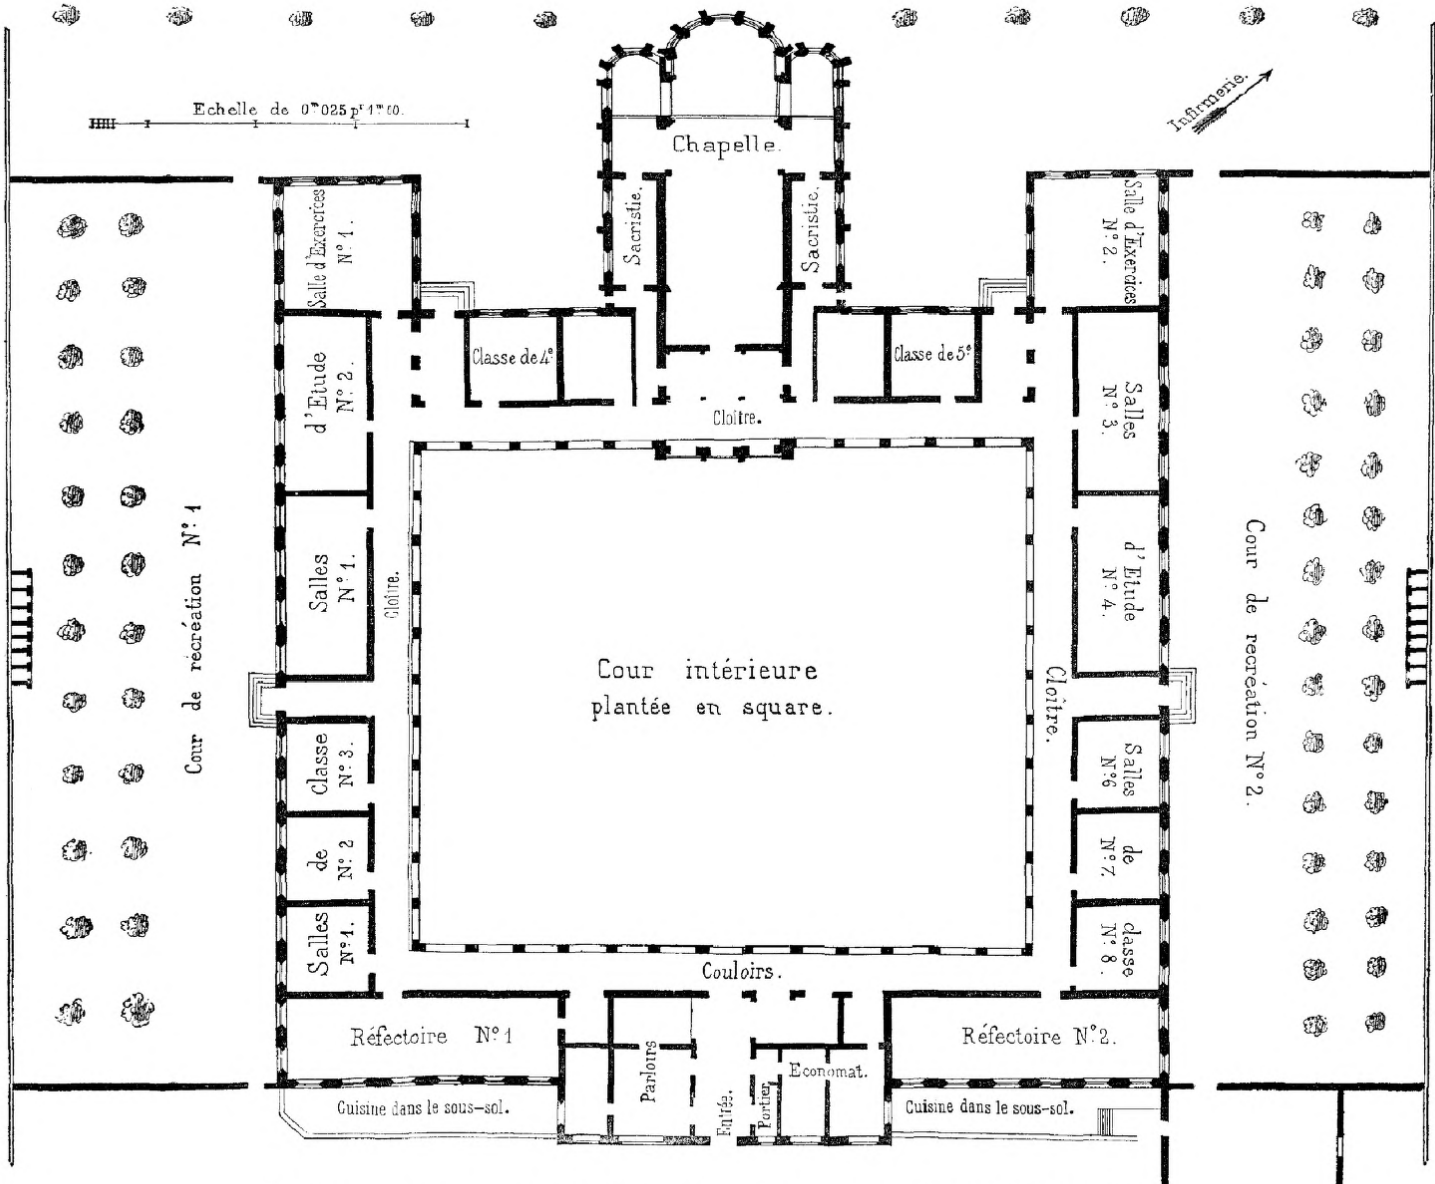 Echelle de 0m025 pr 1m00.
Infirmerie.
Chapelle.
Sacristie.
Sacristie.
Salle d'Exercices
N° 1.
Salle d'Exercices
N° 2.
Classe de 4e
Classe de 5e
d'Etude
N° 2.
Salles
N° 3.
Cloître.
Salles
N° 1.
d'Etude
N° 4.
Cloître.
Cloître.
Cour de récréation N° 1
Cour de recréation N° 2.
Cour intérieure
plantée en square.
Classe
N° 3.
de
N° 2
Salles
N° 1.
Salles
N° 6
de
N° 7.
classe
N° 8.
Couloirs.
Réfectoire N° 1
Réfectoire N° 2.
Parloirs
Entrée.
Portier.
Economat.
Cuisine dans le sous-sol.
Cuisine dans le sous-sol.